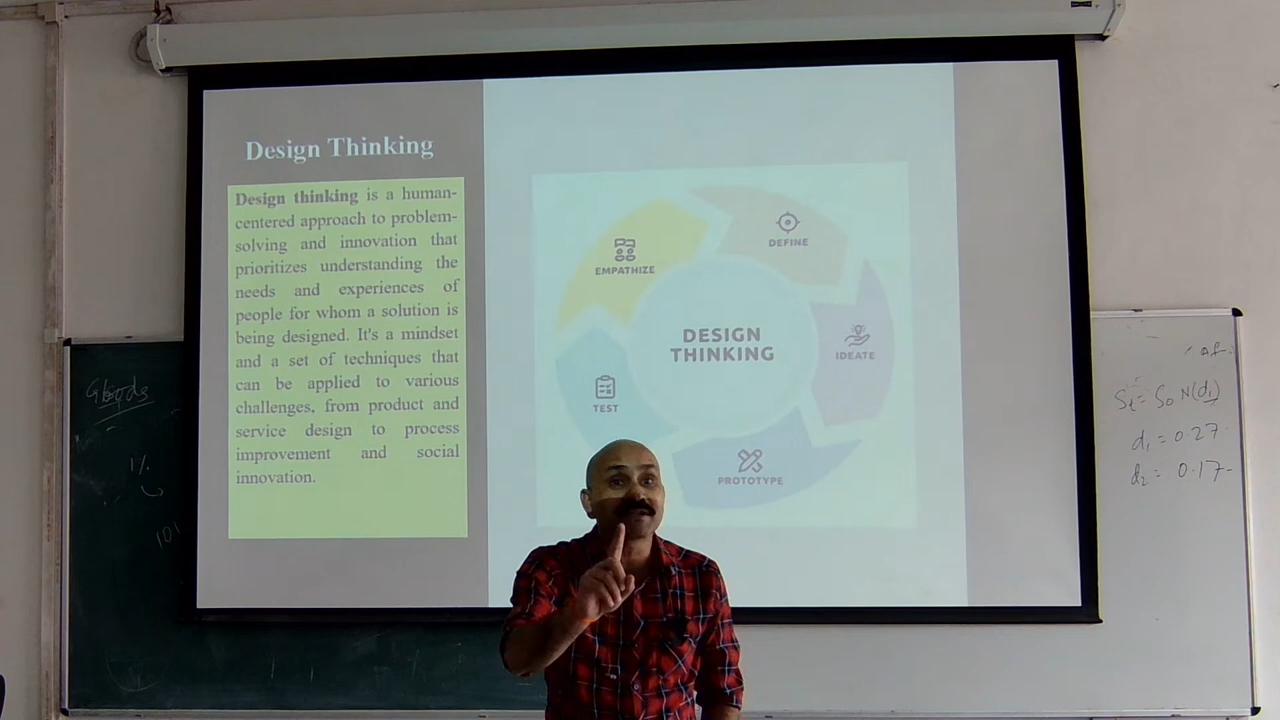 Design Thinking
Design thinking is a human-
centered approach to problem-
solving and innovation that
prioritizes understanding the
needs and experiences of
people for whom a solution is
being designed. It's a mindset
and a set of techniques that
can be applied to various
challenges, from product and
service design to process
improvement and social
innovation.
EMPATHIZE
DEFINE
IDEATE
PROTOTYPE
TEST
DESIGN
THINKING
1%
101
St = So N(d1)
d1 = 0.27
d2 = 0.17